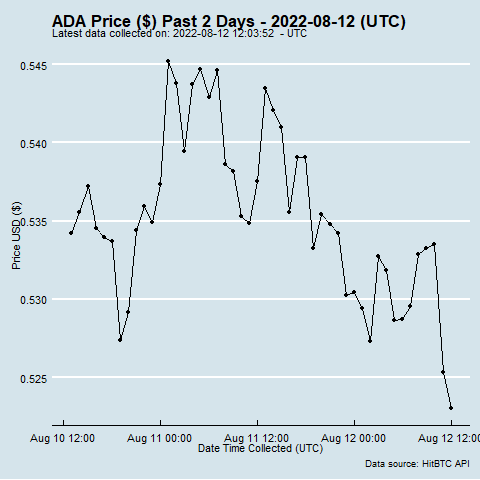 ADA Price ($) Past 2 Days - 2022-08-12 (UTC)
Latest data collected on: 2022-08-12 12:03:52  - UTC
0.545
0.540
0.535
0.530
0.525
Price USD ($)
Aug 10 12:00 Aug 11 00:00 Aug 11 12:00 Aug 12 00:00 Aug 12 12:00
Date Time Collected (UTC)
Data source: HitBTC API